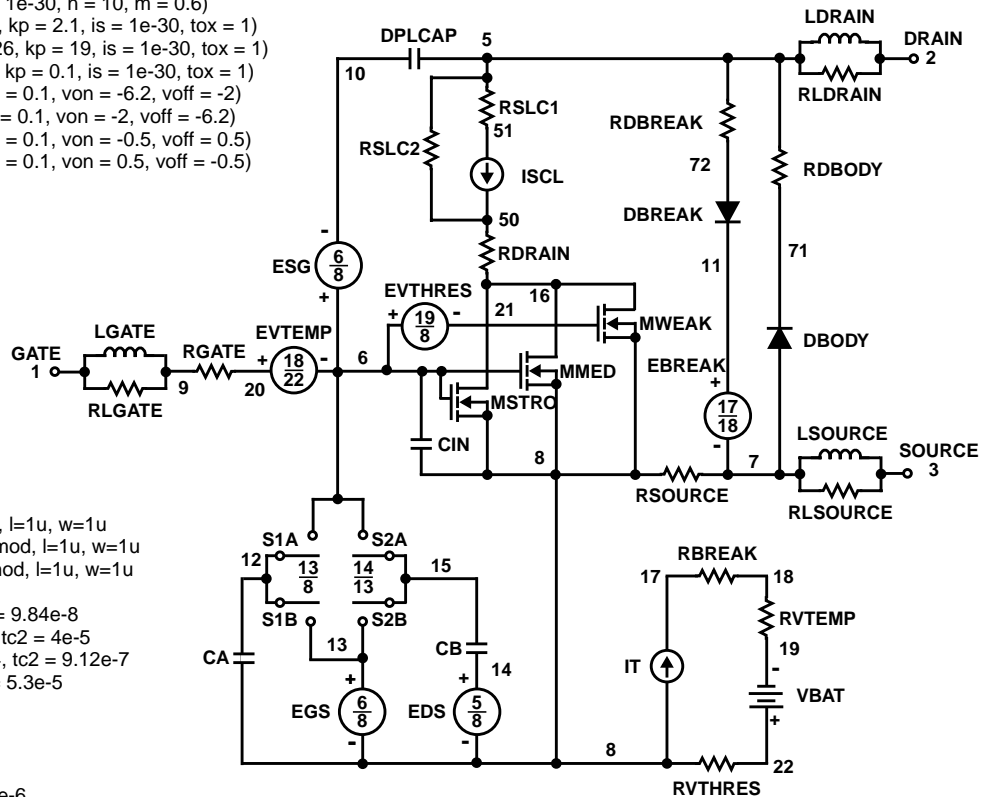 1e-30, n = 10, m = 0.6)
, kp = 2.1, is = 1e-30, tox = 1)
26, kp = 19, is = 1e-30, tox = 1)
kp = 0.1, is = 1e-30, tox = 1)
= 0.1, von = -6.2, voff = -2)
= 0.1, von = -2, voff = -6.2)
= 0.1, von = -0.5, voff = 0.5)
= 0.1, von = 0.5, voff = -0.5)
DPLCAP
5
10
LDRAIN
DRAIN
2
RLDRAIN
RSLC1
51
RSLC2
ISCL
50
RDRAIN
RDBREAK
72
RDBODY
DBREAK
11
71
-
ESG
6
8
+
EVTHRES
+
19
8
-
21
16
MWEAK
LGATE
GATE
1
RLGATE
9
RGATE
20
EVTEMP
+
18
22
-
6
MMED
MSTRO
EBREAK
+
17
18
-
DBODY
CIN
8
RSOURCE
7
LSOURCE
SOURCE
3
RLSOURCE
, l=1u, w=1u
mod, l=1u, w=1u
mod, l=1u, w=1u
= 9.84e-8
tc2 = 4e-5
, tc2 = 9.12e-7
= 5.3e-5
e-6
S1A
S2A
12
13
8
14
13
15
S1B
S2B
13
CA
CB
14
+
EGS
6
8
-
+
EDS
5
8
-
8
RBREAK
17
18
RVTEMP
19
IT
-
VBAT
+
22
RVTHRES